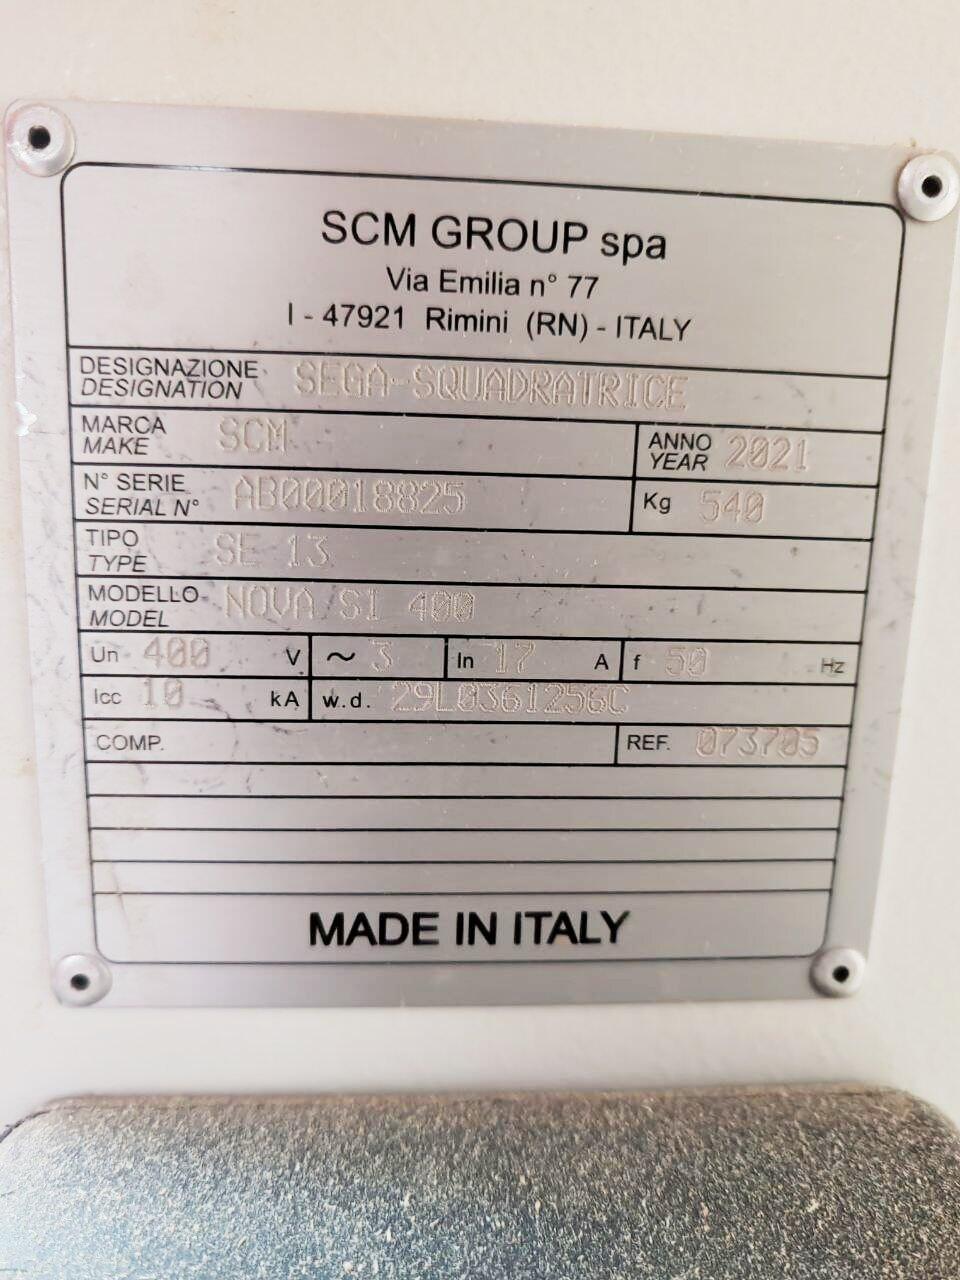 SCM GROUP spa
Via Emilia n° 77
I - 47921 Rimini (RN) - ITALY
DESIGNAZIONE SEGA-SQUADRATRICE
DESIGNATION
MARCA SCM ANNO 2021
MAKE YEAR
N° SERIE AB00018825 Kg 540
SERIAL N°
TIPO SE 13
TYPE
MODELLO NOVA SI 400
MODEL
Un 400 V ~ 3 In 17 A f 50 Hz
Icc 10 kA w.d. 29L0361256C
COMP. REF. 073705
MADE IN ITALY